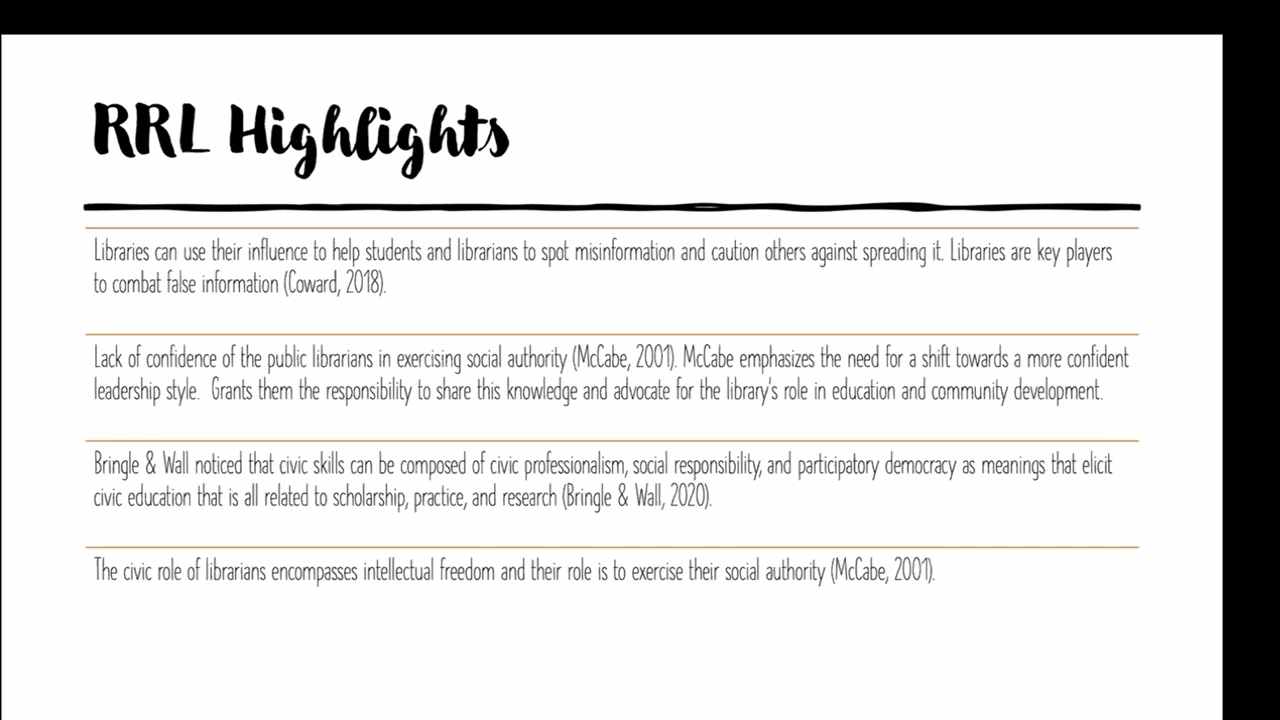 RRL Highlights
Libraries can use their influence to help students and librarians to spot misinformation and caution others against spreading it. Libraries are key players
to combat false information (Coward, 2018).
Lack of confidence of the public librarians in exercising social authority (McCabe, 2001). McCabe emphasizes the need for a shift towards a more confident
leadership style.  Grants them the responsibility to share this knowledge and advocate for the library's role in education and community development.
Bringle & Wall noticed that civic skills can be composed of civic professionalism, social responsibility, and participatory democracy as meanings that elicit
civic education that is all related to scholarship, practice, and research (Bringle & Wall, 2020).
The civic role of librarians encompasses intellectual freedom and their role is to exercise their social authority (McCabe, 2001).